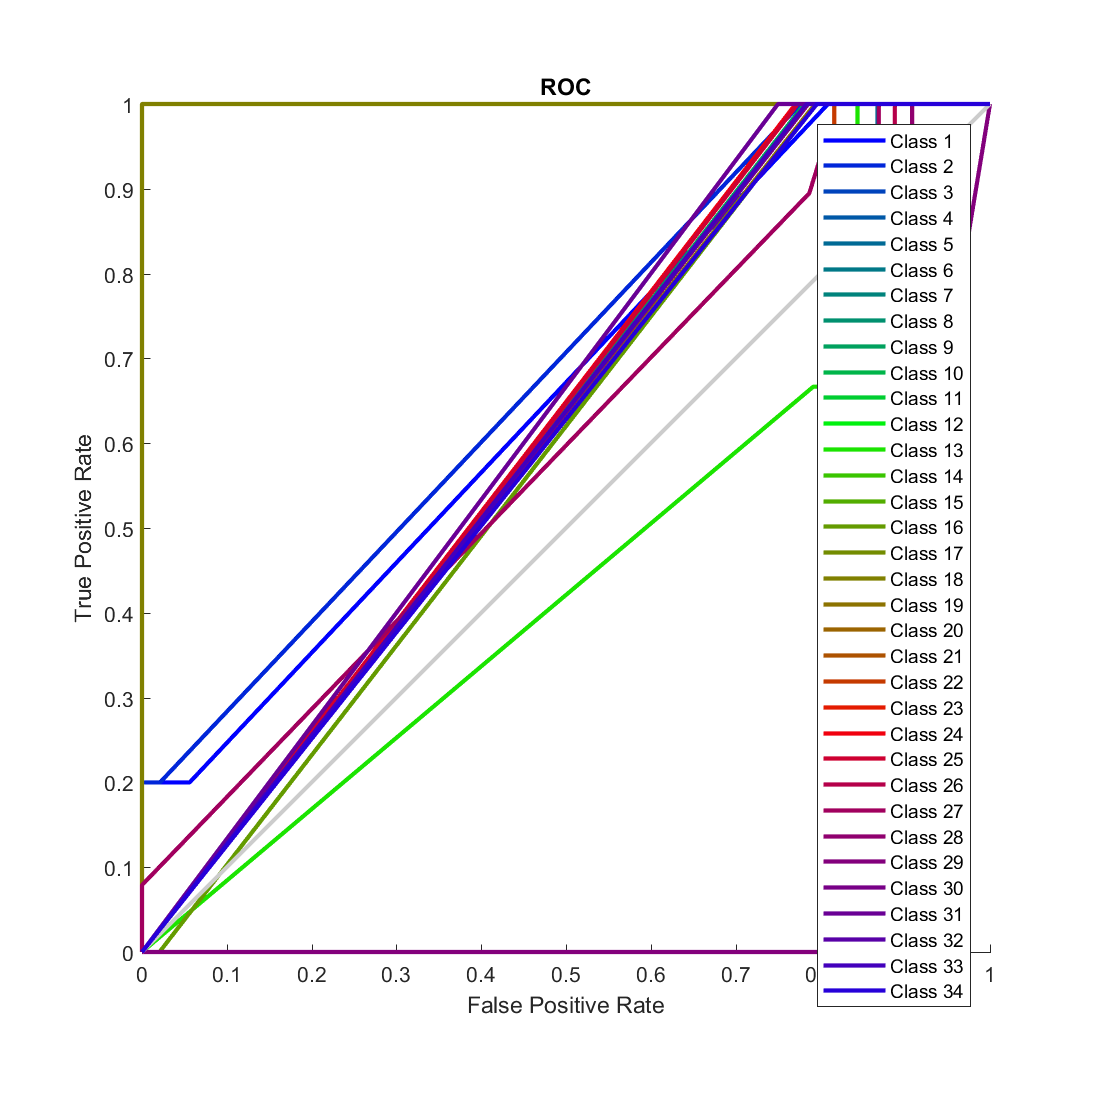 ROC
True Positive Rate
1
0.9
0.8
0.7
0.6
0.5
0.4
0.3
0.2
0.1
0
0 0.1 0.2 0.3 0.4 0.5 0.6 0.7 0 1
False Positive Rate
Class 1
Class 2
Class 3
Class 4
Class 5
Class 6
Class 7
Class 8
Class 9
Class 10
Class 11
Class 12
Class 13
Class 14
Class 15
Class 16
Class 17
Class 18
Class 19
Class 20
Class 21
Class 22
Class 23
Class 24
Class 25
Class 26
Class 27
Class 28
Class 29
Class 30
Class 31
Class 32
Class 33
Class 34